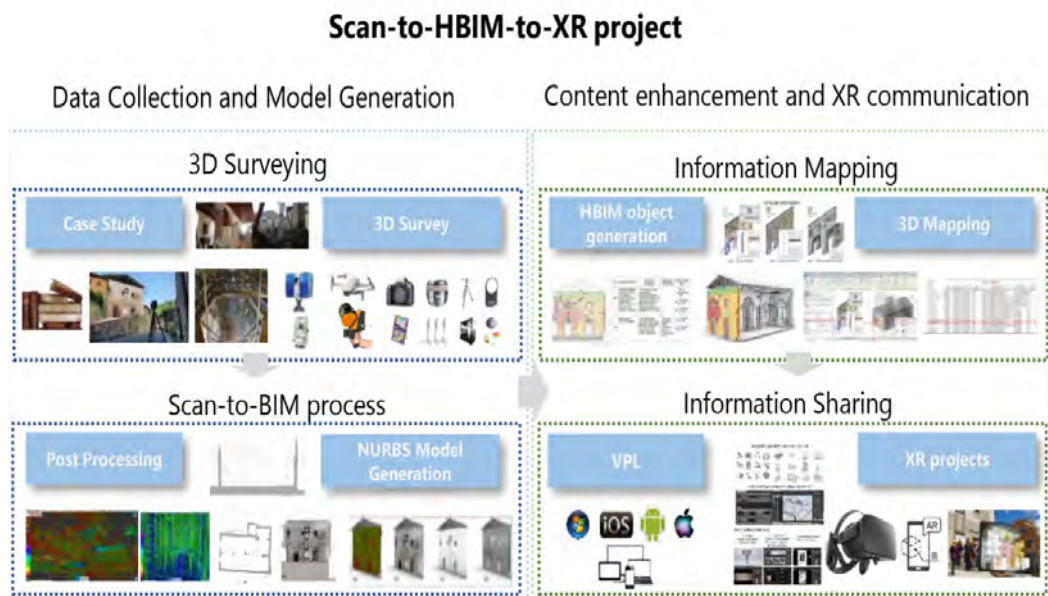 Scan-to-HBIM-to-XR project
Data Collection and Model Generation
Content enhancement and XR communication
3D Surveying
Information Mapping
Case Study
3D Survey
HBIM object
generation
3D Mapping
Scan-to-BIM process
Information Sharing
Post Processing
NURBS Model
Generation
VPL
XR projects
iOS
AR